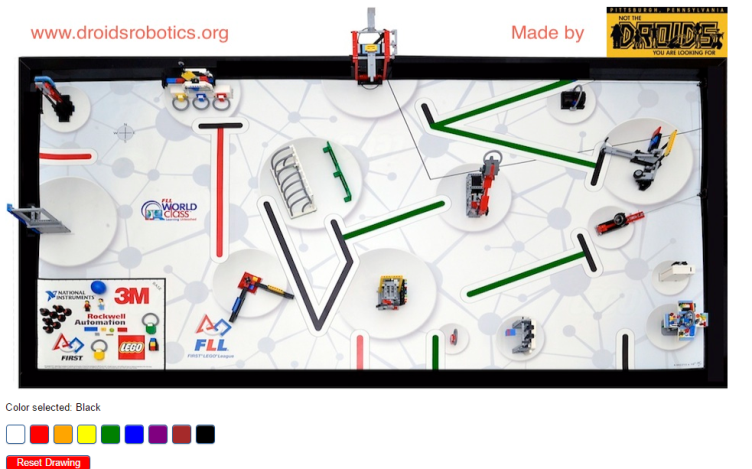 www.droidsrobotics.org
Made by
PITTSBURGH, PENNSYLVANIA
NOT THE
DROIDS
YOU ARE LOOKING FOR
FLL
WORLD
CLASS
NATIONAL
INSTRUMENTS
3M
Rockwell
Automation
FIRST
LEGO
FLL
FIRST LEGO League
Color selected: Black
Reset Drawing